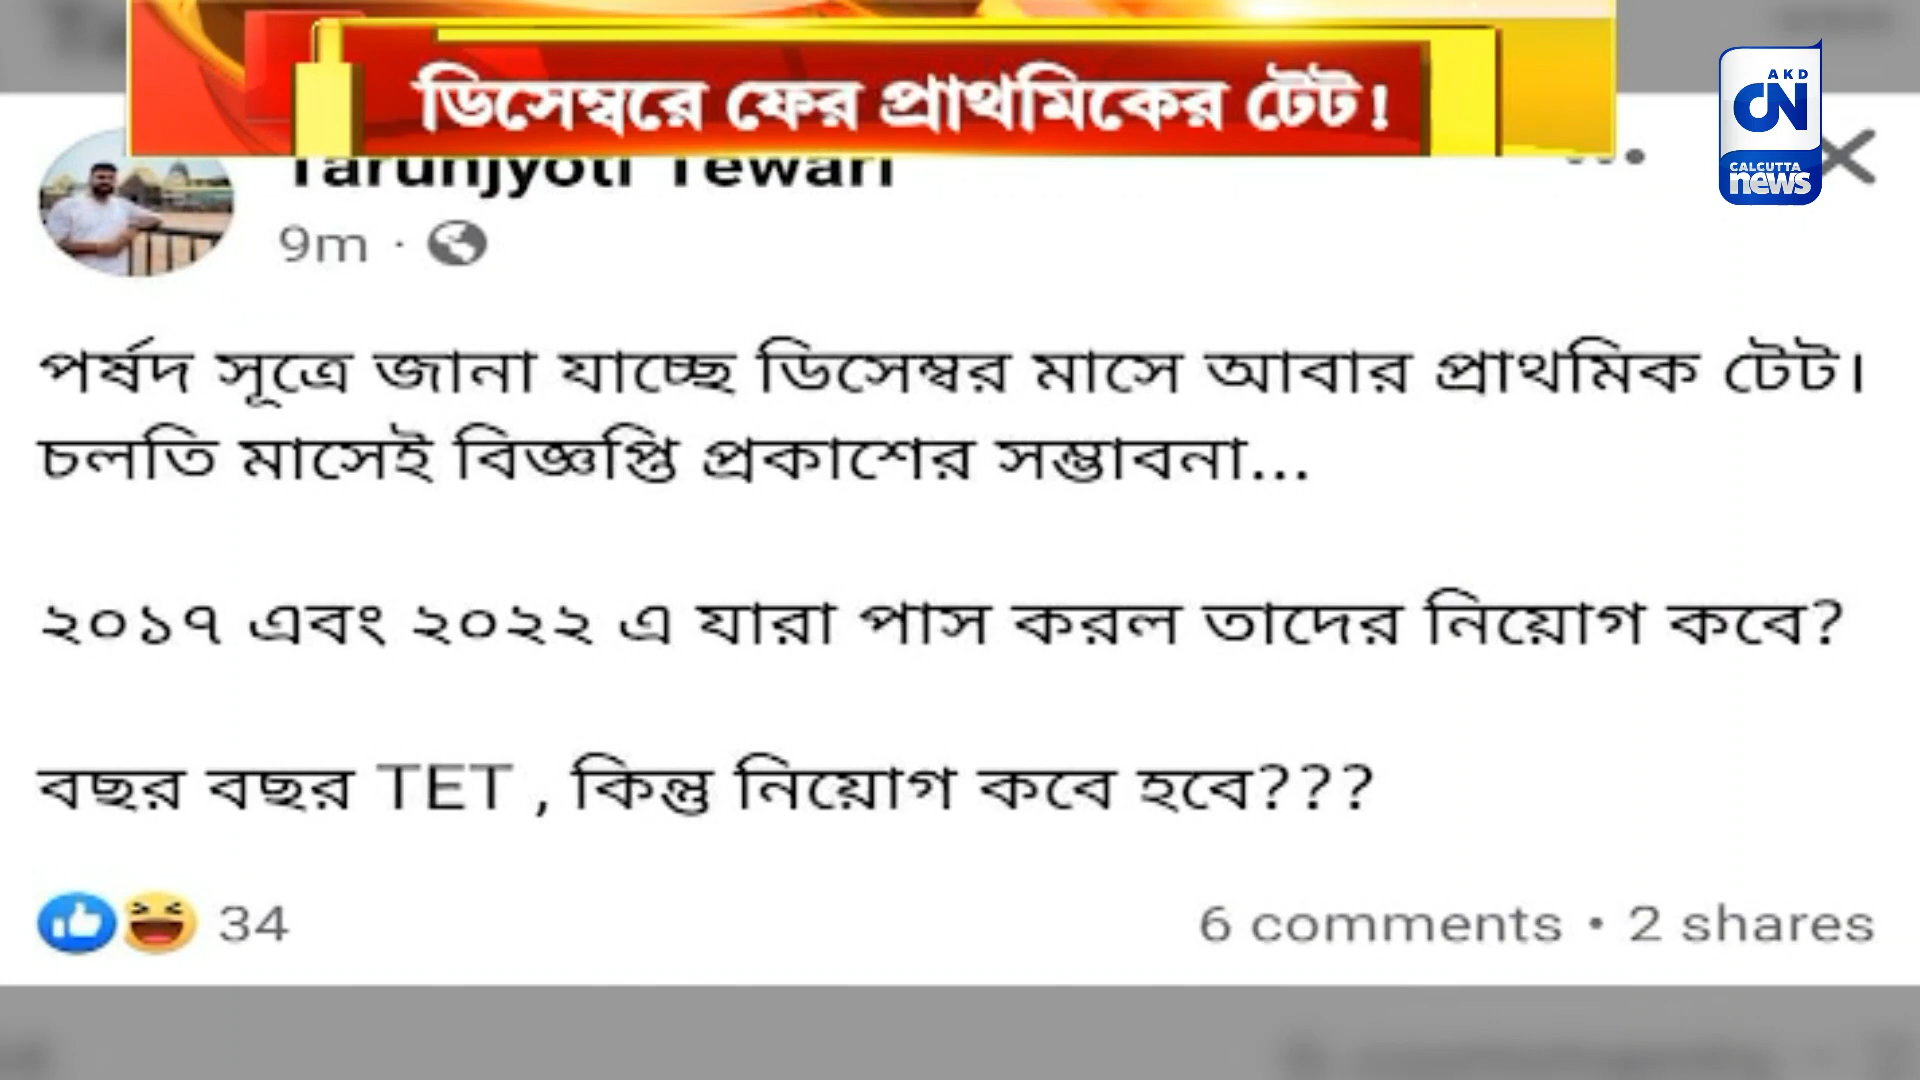 ডিসেম্বরে ফের প্রাথমিকের টেট!
AKD
CN
CALCUTTA
news
Tarunjyoti Tewari
9m ·
পর্ষদ সূত্রে জানা যাচ্ছে ডিসেম্বর মাসে আবার প্রাথমিক টেট।
চলতি মাসেই বিজ্ঞপ্তি প্রকাশের সম্ভাবনা...
২০১৭ এবং ২০২২ এ যারা পাস করল তাদের নিয়োগ কবে?
বছর বছর TET , কিন্তু নিয়োগ কবে হবে???
34
6 comments • 2 shares